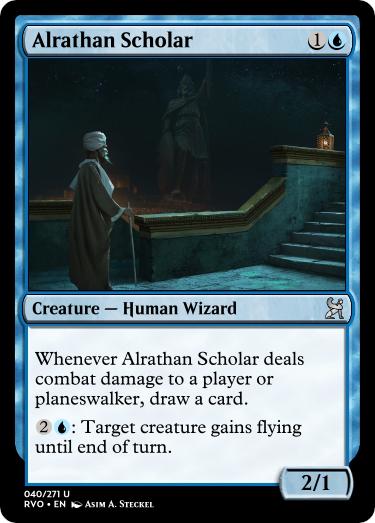 Alrathan Scholar 1
Creature — Human Wizard
Whenever Alrathan Scholar deals
combat damage to a player or
planeswalker, draw a card.
2 : Target creature gains flying
until end of turn.
2/1
040/271 U
RVO • EN Asim A. Steckel